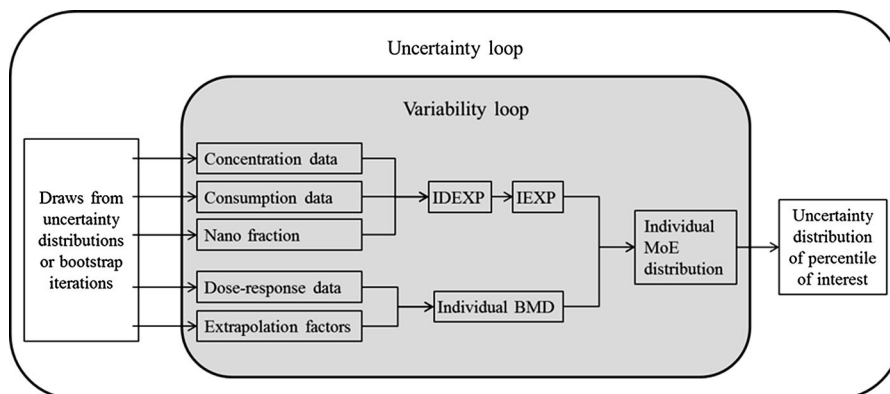 Uncertainty loop
Variability loop
Draws from
uncertainty
distributions
or bootstrap
iterations
Concentration data
Consumption data
Nano fraction
Dose-response data
Extrapolation factors
IDEXP
IEXP
Individual BMD
Individual
MoE
distribution
Uncertainty
distribution
of percentile
of interest